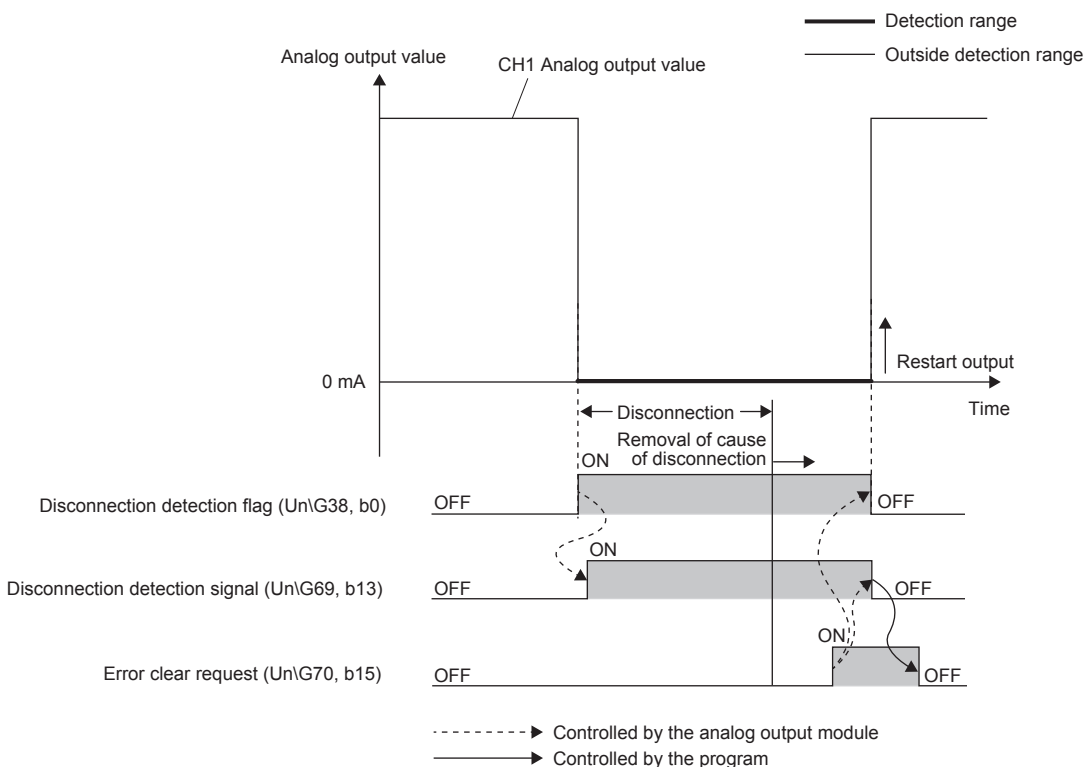 Detection range
Outside detection range
Analog output value
CH1 Analog output value
Restart output
0 mA
Time
Disconnection
Removal of cause
of disconnection
ON
Disconnection detection flag (Un\G38, b0)
OFF
OFF
ON
Disconnection detection signal (Un\G69, b13)
OFF
OFF
ON
Error clear request (Un\G70, b15)
OFF
OFF
Controlled by the analog output module
Controlled by the program